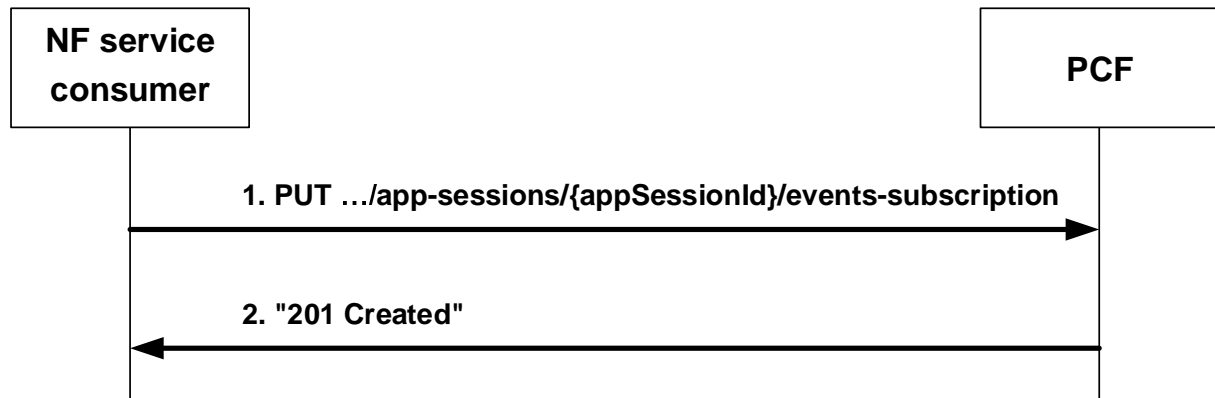 NF service
consumer
PCF
1. PUT …/app-sessions/{appSessionId}/events-subscription
2. "201 Created"